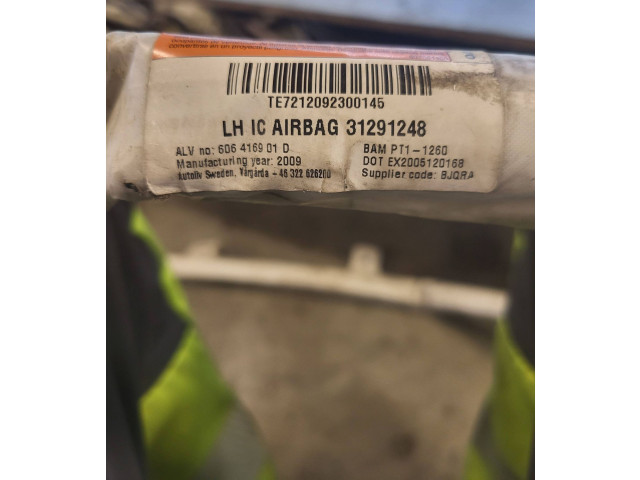 TE7212092300145
LH IC AIRBAG 31291248
ALV no: 606 4169 01 D
Manufacturing year: 2009
Autoliv Sweden, Vårgårda - 46 322 626200
BAM PT1-1260
DOT EX2005120168
Supplier code: BJQRA